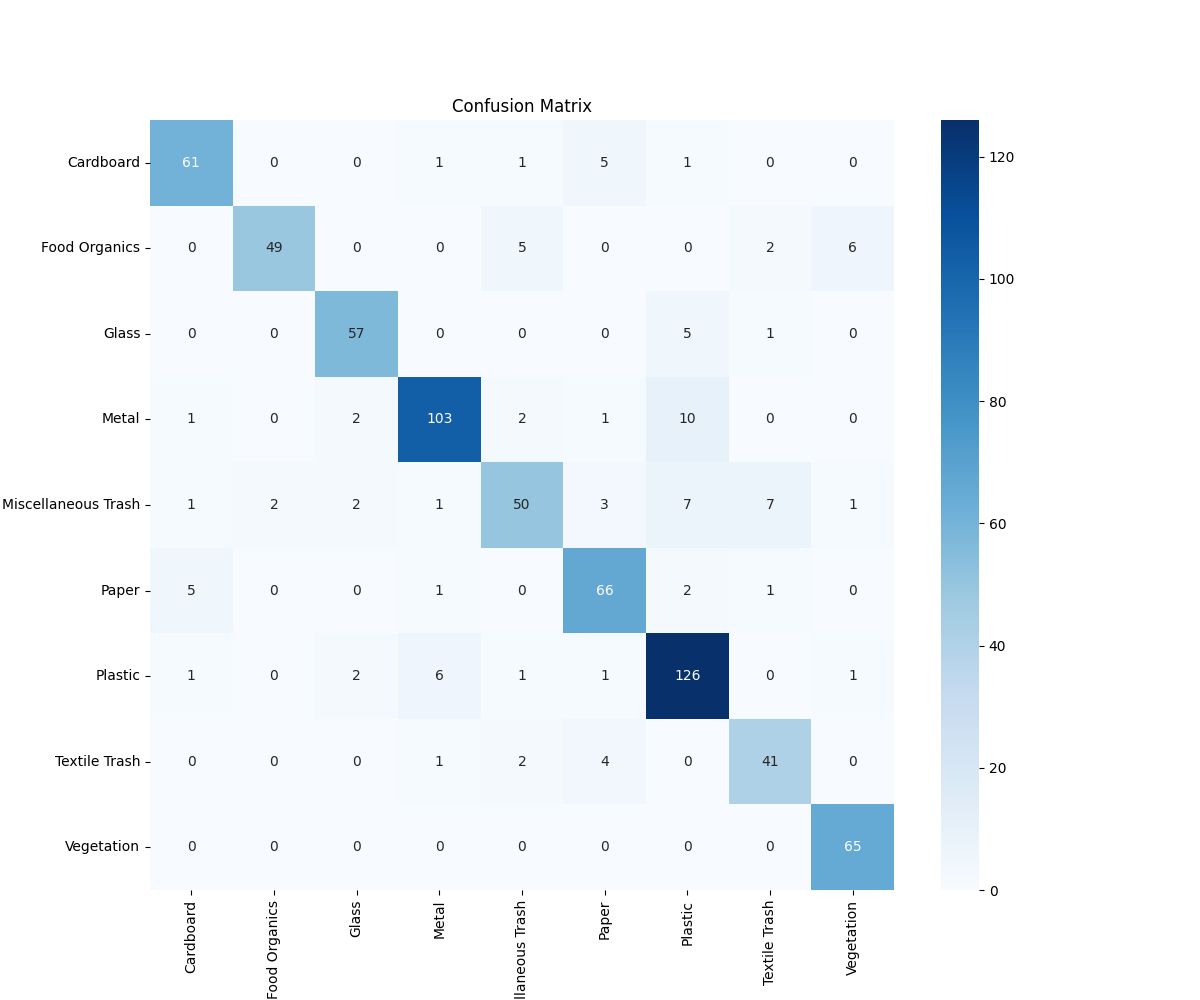 Confusion Matrix
Cardboard 61 0 0 1 1 5 1 0 0
Food Organics 0 49 0 0 5 0 0 2 6
Glass 0 0 57 0 0 0 5 1 0
Metal 1 0 2 103 2 1 10 0 0
Miscellaneous Trash 1 2 2 1 50 3 7 7 1
Paper 5 0 0 1 0 66 2 1 0
Plastic 1 0 2 6 1 1 126 0 1
Textile Trash 0 0 0 1 2 4 0 41 0
Vegetation 0 0 0 0 0 0 0 0 65
Cardboard
Food Organics
Glass
Metal
llaneous Trash
Paper
Plastic
Textile Trash
Vegetation
120
100
80
60
40
20
0